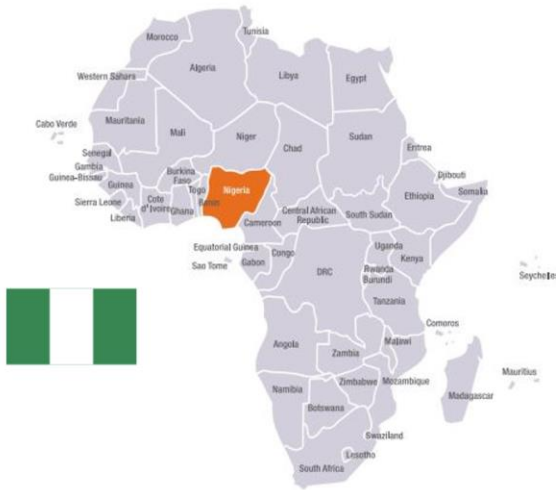 Tunisia
Morocco
Algeria
Libya
Egypt
Western Sahara
Cabo Verde
Mauritania
Mali
Niger
Chad
Sudan
Eritrea
Senegal
Gambia
Guinea-Bissau
Guinea
Burkina
Faso
Djibouti
Somalia
Sierra Leone
Liberia
Cote
d'Ivoire
Ghana
Togo
Benin
Nigeria
Ethiopia
Central African
Republic
South Sudan
Cameroon
Equatorial Guinea
Sao Tome
Gabon
Congo
DRC
Uganda
Kenya
Rwanda
Burundi
Seychelles
Tanzania
Comoros
Angola
Zambia
Malawi
Mozambique
Zimbabwe
Mauritius
Madagascar
Namibia
Botswana
Swaziland
Lesotho
South Africa